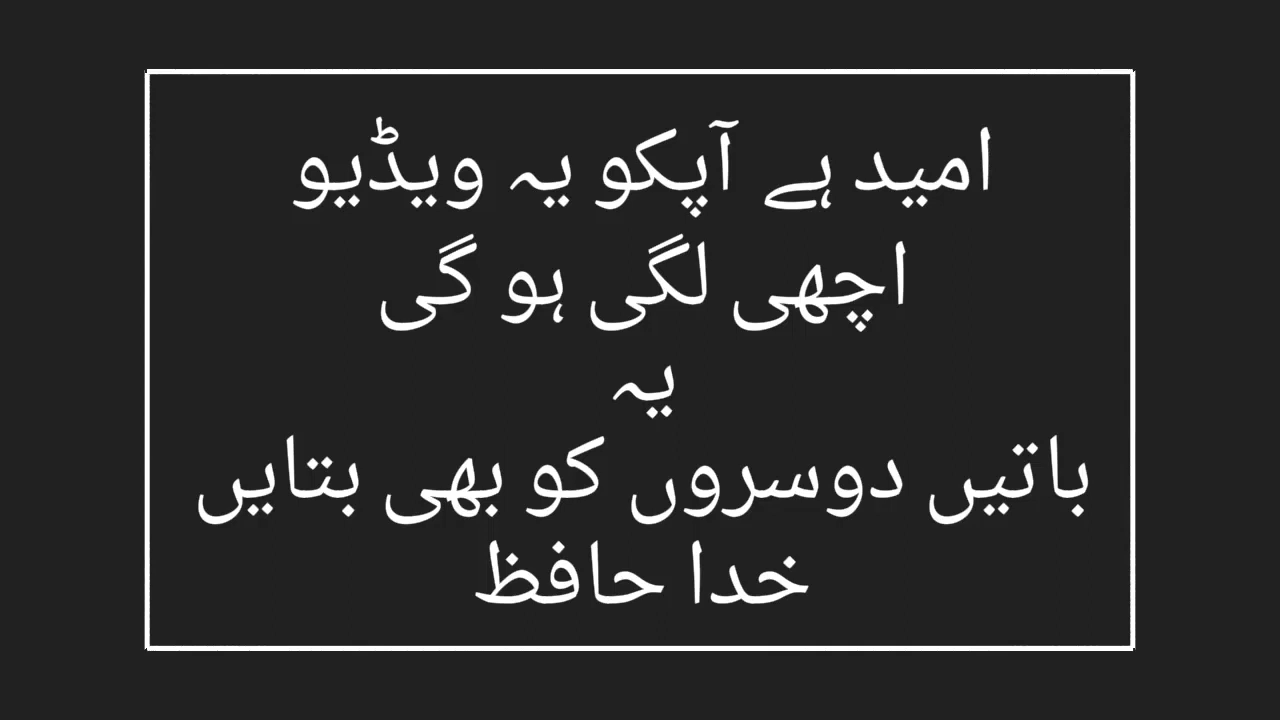 امید ہے آپکو یہ ویڈیو
اچھی لگی ہو گی
یہ
باتیں دوسروں کو بھی بتایں
خدا حافظ